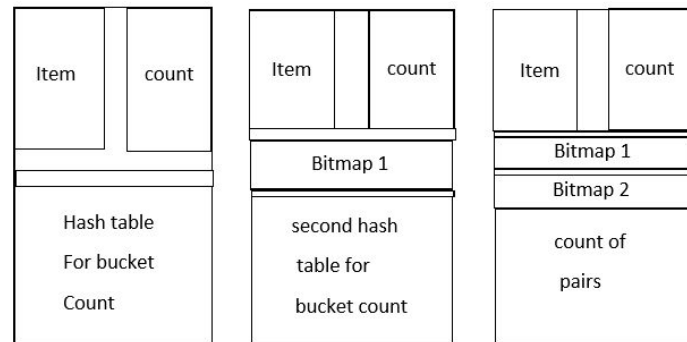 Item count
Hash table
For bucket
Count
Item count
Bitmap 1
second hash
table for
bucket count
Item count
Bitmap 1
Bitmap 2
count of
pairs